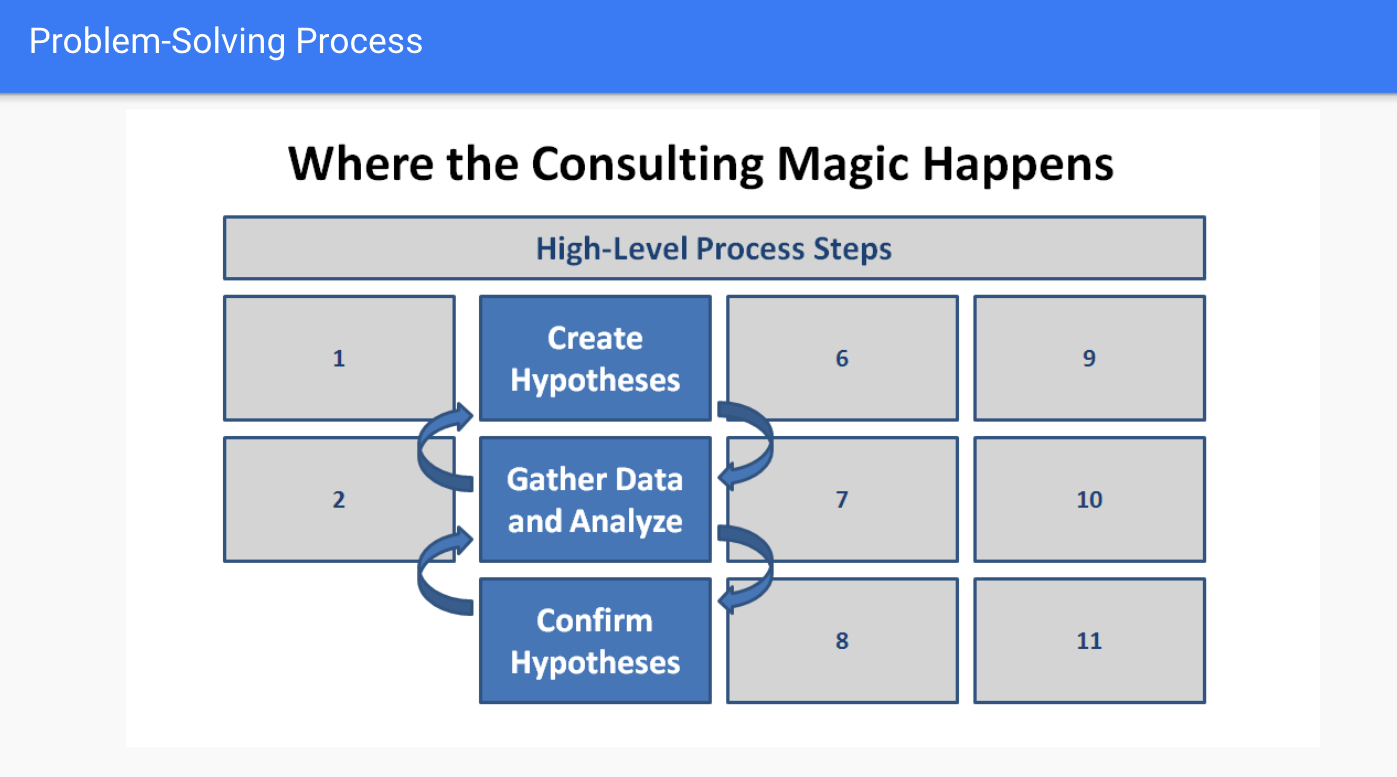 Problem-Solving Process
Where the Consulting Magic Happens
High-Level Process Steps
1
Create
Hypotheses
6
9
2
Gather Data
and Analyze
7
10
Confirm
Hypotheses
8
11